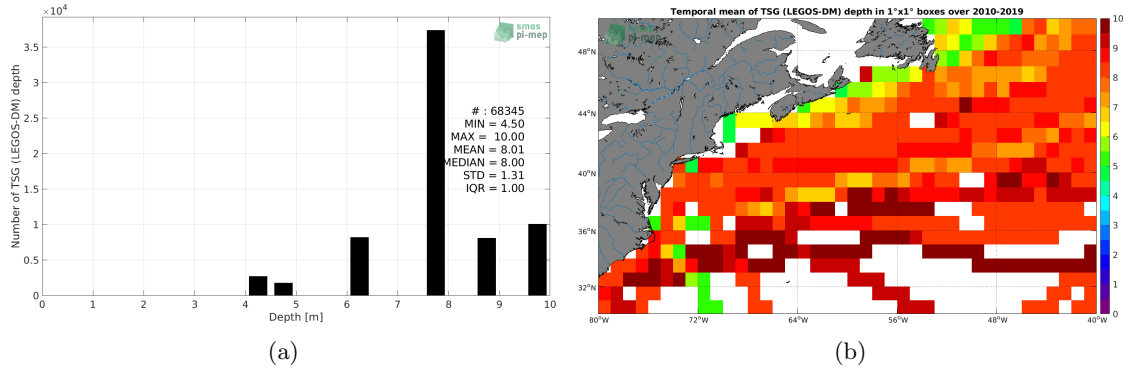 ×10⁴
smos
pi-mep
# : 68345
MIN = 4.50
MAX = 10.00
MEAN = 8.01
MEDIAN = 8.00
STD = 1.31
IQR = 1.00
Number of TSG (LEGOS-DM) depth
3.5
3
2.5
2
1.5
1
0.5
0
0 1 2 3 4 5 6 7 8 9 10
Depth [m]
(a)
Temporal mean of TSG (LEGOS-DM) depth in 1°x1° boxes over 2010-2019
smos
pi-mep
48°N
44°N
40°N
36°N
32°N
80°W 72°W 64°W 56°W 48°W 40°W
10
9
8
7
6
5
4
3
2
1
0
(b)